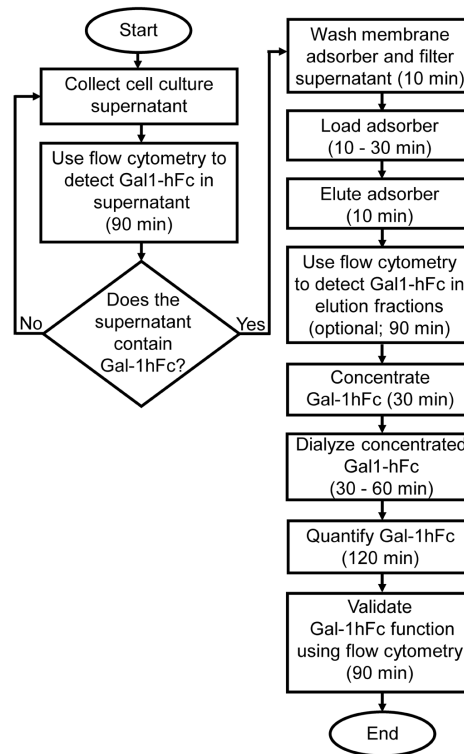 Start
Collect cell culture
supernatant
Use flow cytometry to
detect Gal1-hFc in
supernatant
(90 min)
Does the
supernatant
contain
Gal-1hFc?
No
Yes
Wash membrane
adsorber and filter
supernatant (10 min)
Load adsorber
(10 - 30 min)
Elute adsorber
(10 min)
Use flow cytometry
to detect Gal1-hFc in
elution fractions
(optional; 90 min)
Concentrate
Gal-1hFc (30 min)
Dialyze concentrated
Gal1-hFc
(30 - 60 min)
Quantify Gal-1hFc
(120 min)
Validate
Gal-1hFc function
using flow cytometry
(90 min)
End